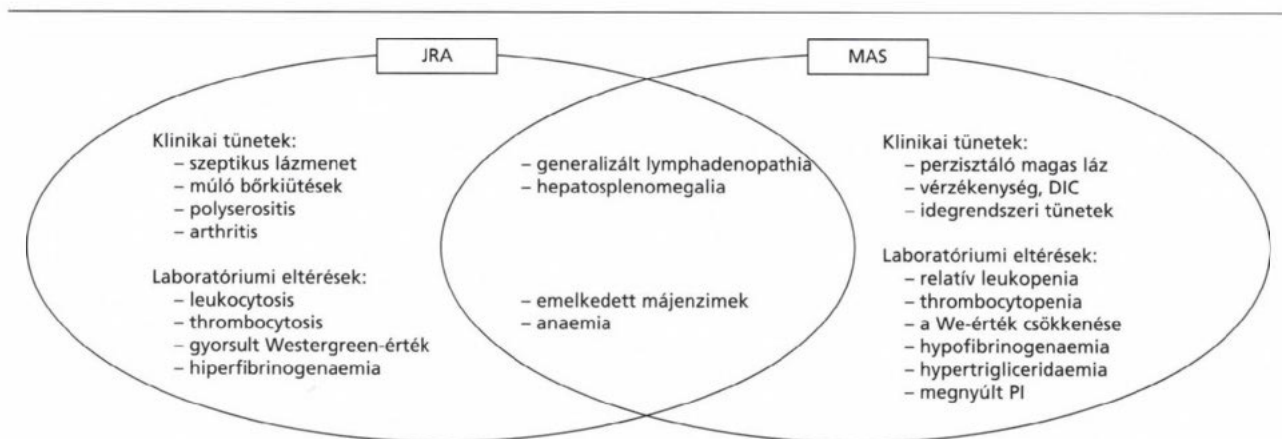 JRA
Klinikai tünetek:
– szeptikus lázmenet
– múló bőrkiütések
– polyserositis
– arthritis
Laboratóriumi eltérések:
– leukocytosis
– thrombocytosis
– gyorsult Westergreen-érték
– hiperfibrinogenaemia
– generalizált lymphadenopathia
– hepatosplenomegalia
– emelkedett májenzimek
– anaemia
MAS
Klinikai tünetek:
– perzisztáló magas láz
– vérzékenység, DIC
– idegrendszeri tünetek
Laboratóriumi eltérések:
– relatív leukopenia
– thrombocytopenia
– a We-érték csökkenése
– hypofibrinogenaemia
– hypertrigliceridaemia
– megnyúlt PI